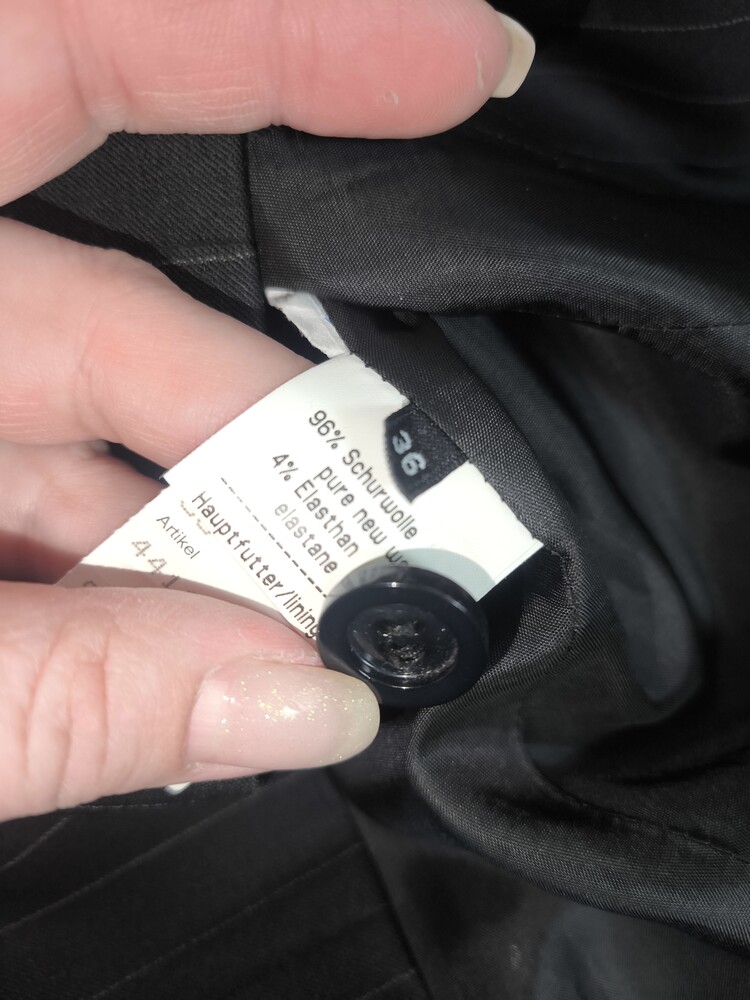 36
96% Schurwolle
pure new
4% Elasthan
elastane
Hauptfutter/lining
Artikel